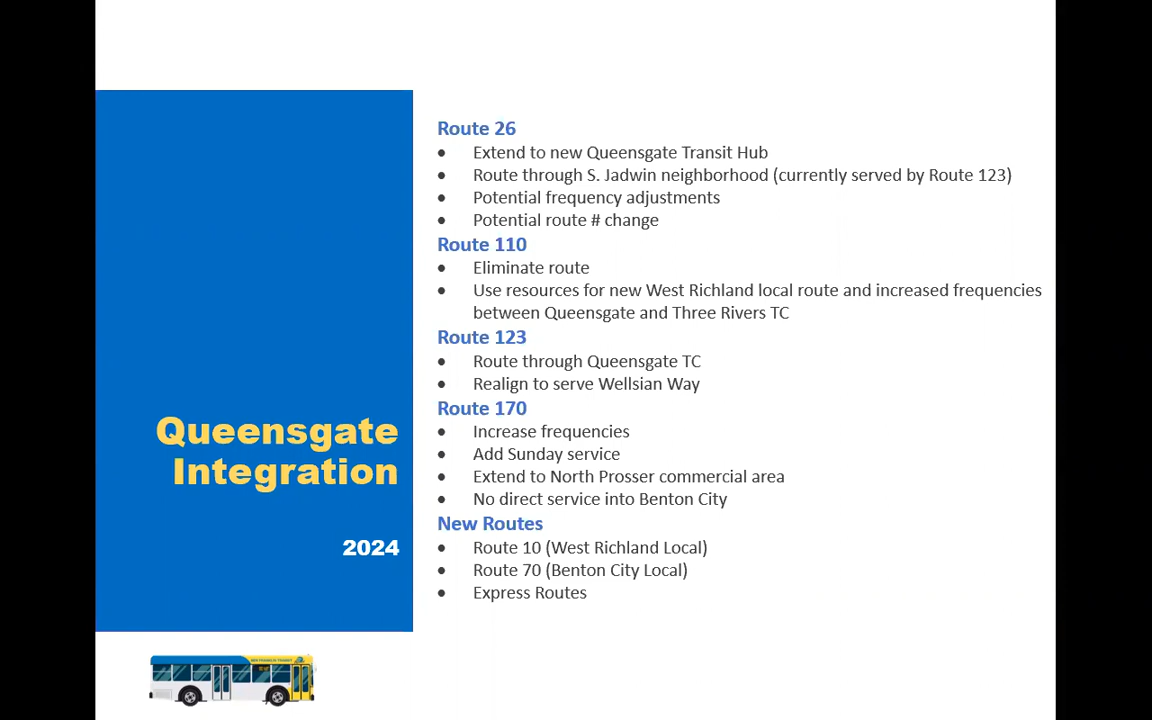 Queensgate
Integration
2024
Route 26
• Extend to new Queensgate Transit Hub
• Route through S. Jadwin neighborhood (currently served by Route 123)
• Potential frequency adjustments
• Potential route # change
Route 110
• Eliminate route
• Use resources for new West Richland local route and increased frequencies
between Queensgate and Three Rivers TC
Route 123
• Route through Queensgate TC
• Realign to serve Wellsian Way
Route 170
• Increase frequencies
• Add Sunday service
• Extend to North Prosser commercial area
• No direct service into Benton City
New Routes
• Route 10 (West Richland Local)
• Route 70 (Benton City Local)
• Express Routes